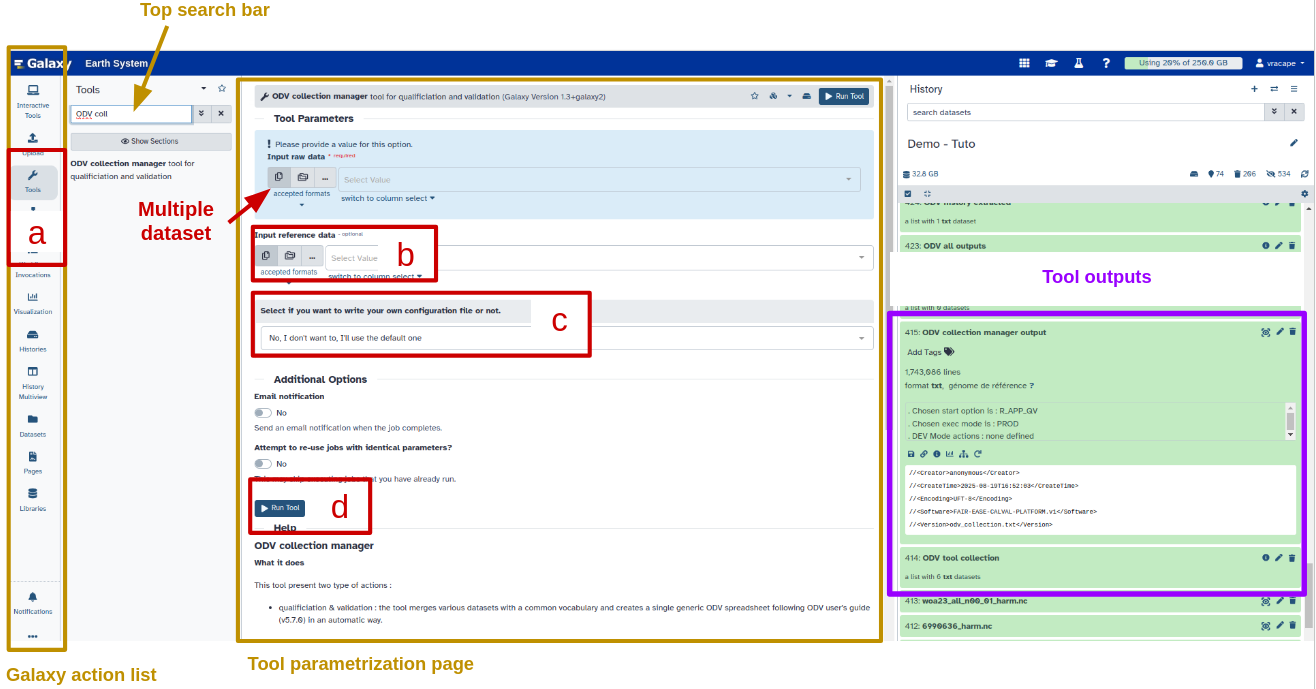 Top search bar
Galaxy
Earth System
Using 20% of 250.0 GB
vracape
Interactive
Tools
Upload
Tools
a
Invocations
Visualization
Histories
History
Multiview
Datasets
Pages
Libraries
Notifications
Galaxy action list
Tools
ODV coll
Show Sections
ODV collection manager tool for
qualificiation and validation
ODV collection manager tool for qualificiation and validation (Galaxy Version 1.3+galaxy2)
Run Tool
Tool Parameters
Please provide a value for this option.
Input raw data * required
Select Value
accepted formats
switch to column select
Multiple
dataset
Input reference data - optional
b
Select Value
accepted formats
switch to column select
Select if you want to write your own configuration file or not.
c
No, I don't want to, I'll use the default one
Additional Options
Email notification
No
Send an email notification when the job completes.
Attempt to re-use jobs with identical parameters?
No
This may skip executing jobs that you have already run.
Run Tool
d
Help
ODV collection manager
What it does
This tool present two type of actions :
• qualificiation & validation : the tool merges various datasets with a common vocabulary and creates a single generic ODV spreadsheet following ODV user's guide
(v5.7.0) in an automatic way.
Tool parametrization page
History
search datasets
Demo - Tuto
32.8 GB
74
206
534
424: ODV history extracted
a list with 1 txt dataset
423: ODV all outputs
Tool outputs
a list with 0 datasets
415: ODV collection manager output
Add Tags
1,743,086 lines
format txt, génome de référence ?
. Chosen start option is : R_APP_QV
. Chosen exec mode is : PROD
. DEV Mode actions : none defined
//<Creator>anonymous</Creator>
//<CreateTime>2025-08-19T16:52:03</CreateTime>
//<Encoding>UFT-8</Encoding>
//<Software>FAIR-EASE-CALVAL-PLATFORM.v1</Software>
//<Version>odv_collection.txt</Version>
414: ODV tool collection
a list with 6 txt datasets
413: woa23_all_n00_01_harm.nc
412: 6990636_harm.nc